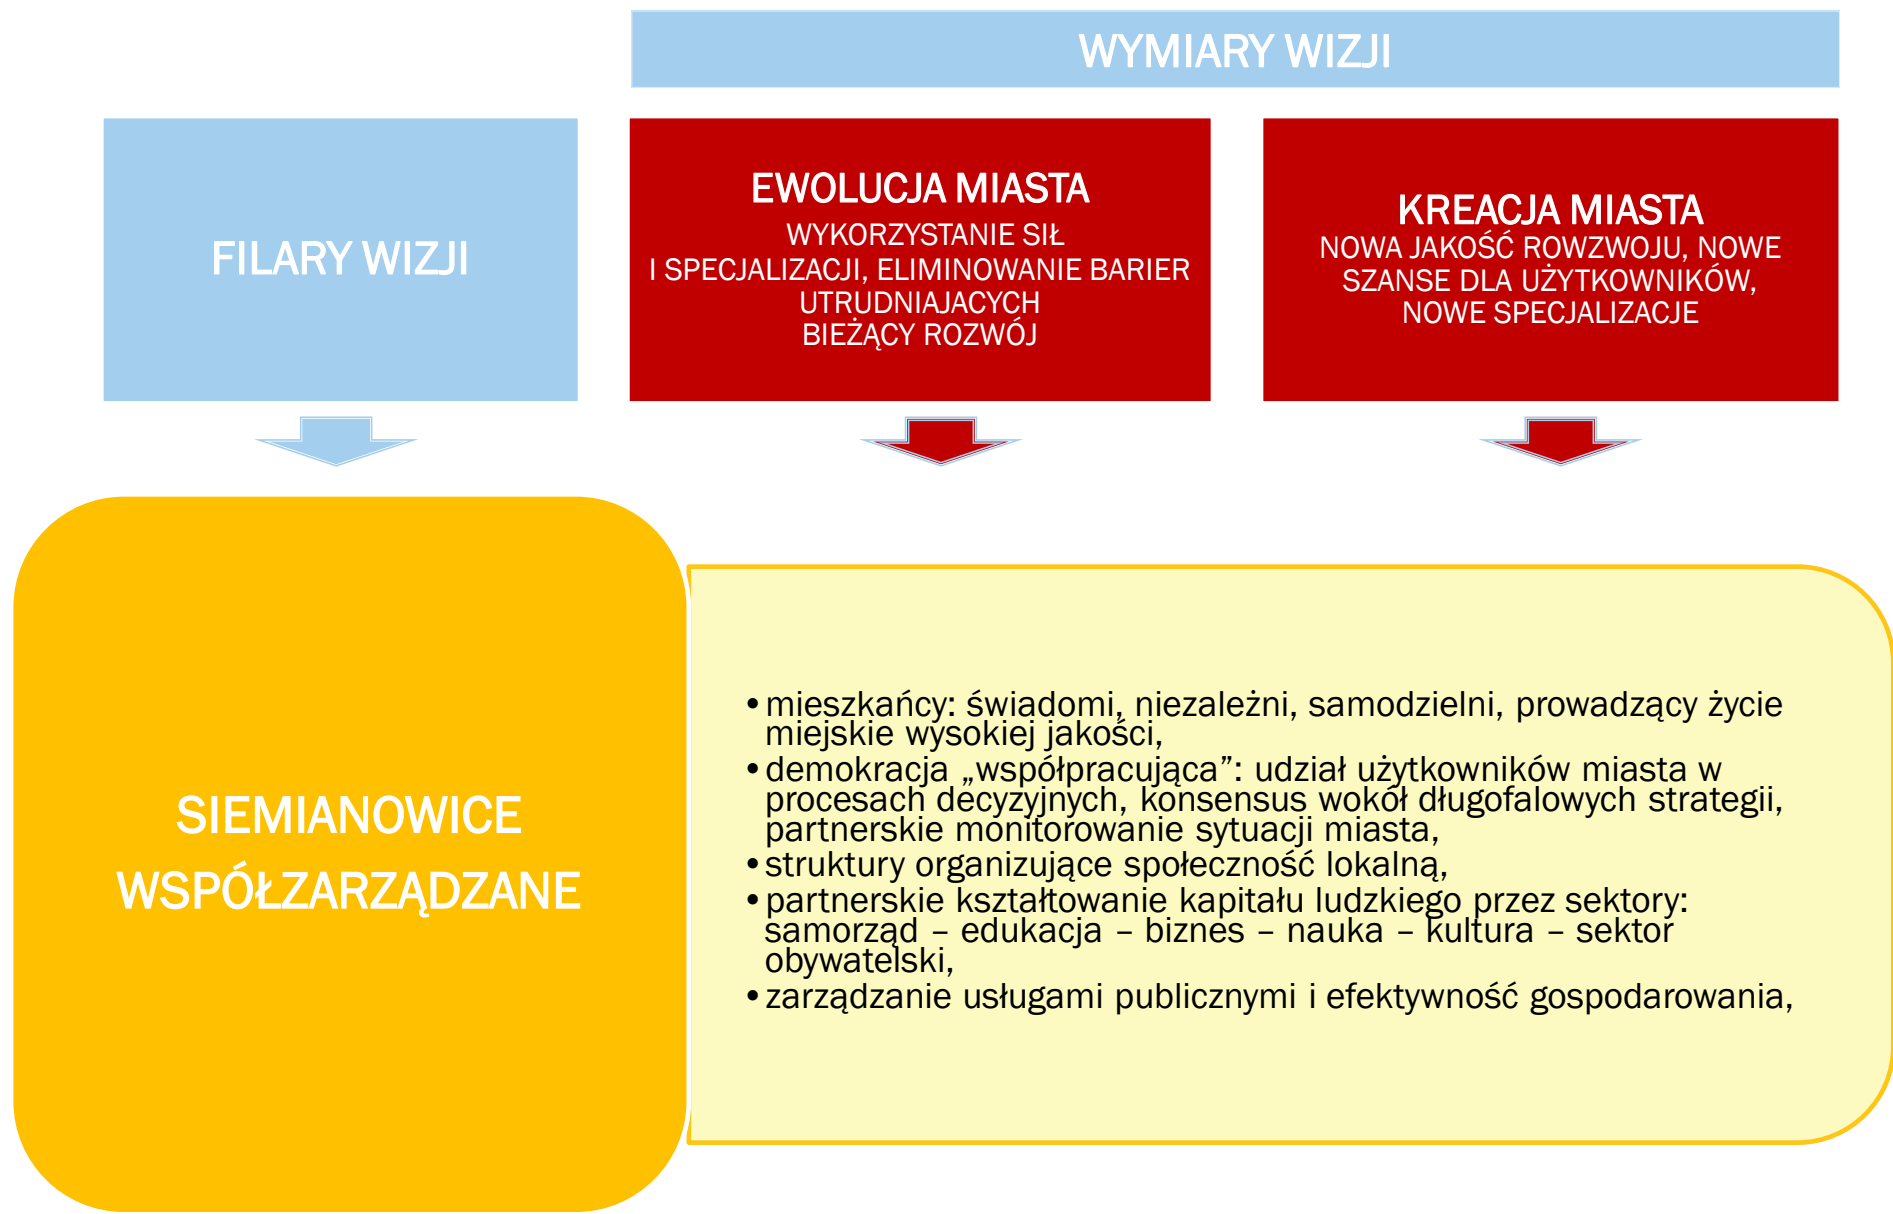 WYMIARY WIZJI
FILARY WIZJI
EWOLUCJA MIASTA
WYKORZYSTANIE SIŁ
I SPECJALIZACJI, ELIMINOWANIE BARIER
UTRUDNIAJACYCH
BIEŻĄCY ROZWÓJ
KREACJA MIASTA
NOWA JAKOŚĆ ROWZWOJU, NOWE
SZANSE DLA UŻYTKOWNIKÓW,
NOWE SPECJALIZACJE
SIEMIANOWICE
WSPÓŁZARZĄDZANE
•mieszkańcy: świadomi, niezależni, samodzielni, prowadzący życie
miejskie wysokiej jakości,
•demokracja „współpracująca”: udział użytkowników miasta w
procesach decyzyjnych, konsensus wokół długofalowych strategii,
partnerskie monitorowanie sytuacji miasta,
•struktury organizujące społeczność lokalną,
•partnerskie kształtowanie kapitału ludzkiego przez sektory:
samorząd – edukacja – biznes – nauka – kultura – sektor
obywatelski,
•zarządzanie usługami publicznymi i efektywność gospodarowania,